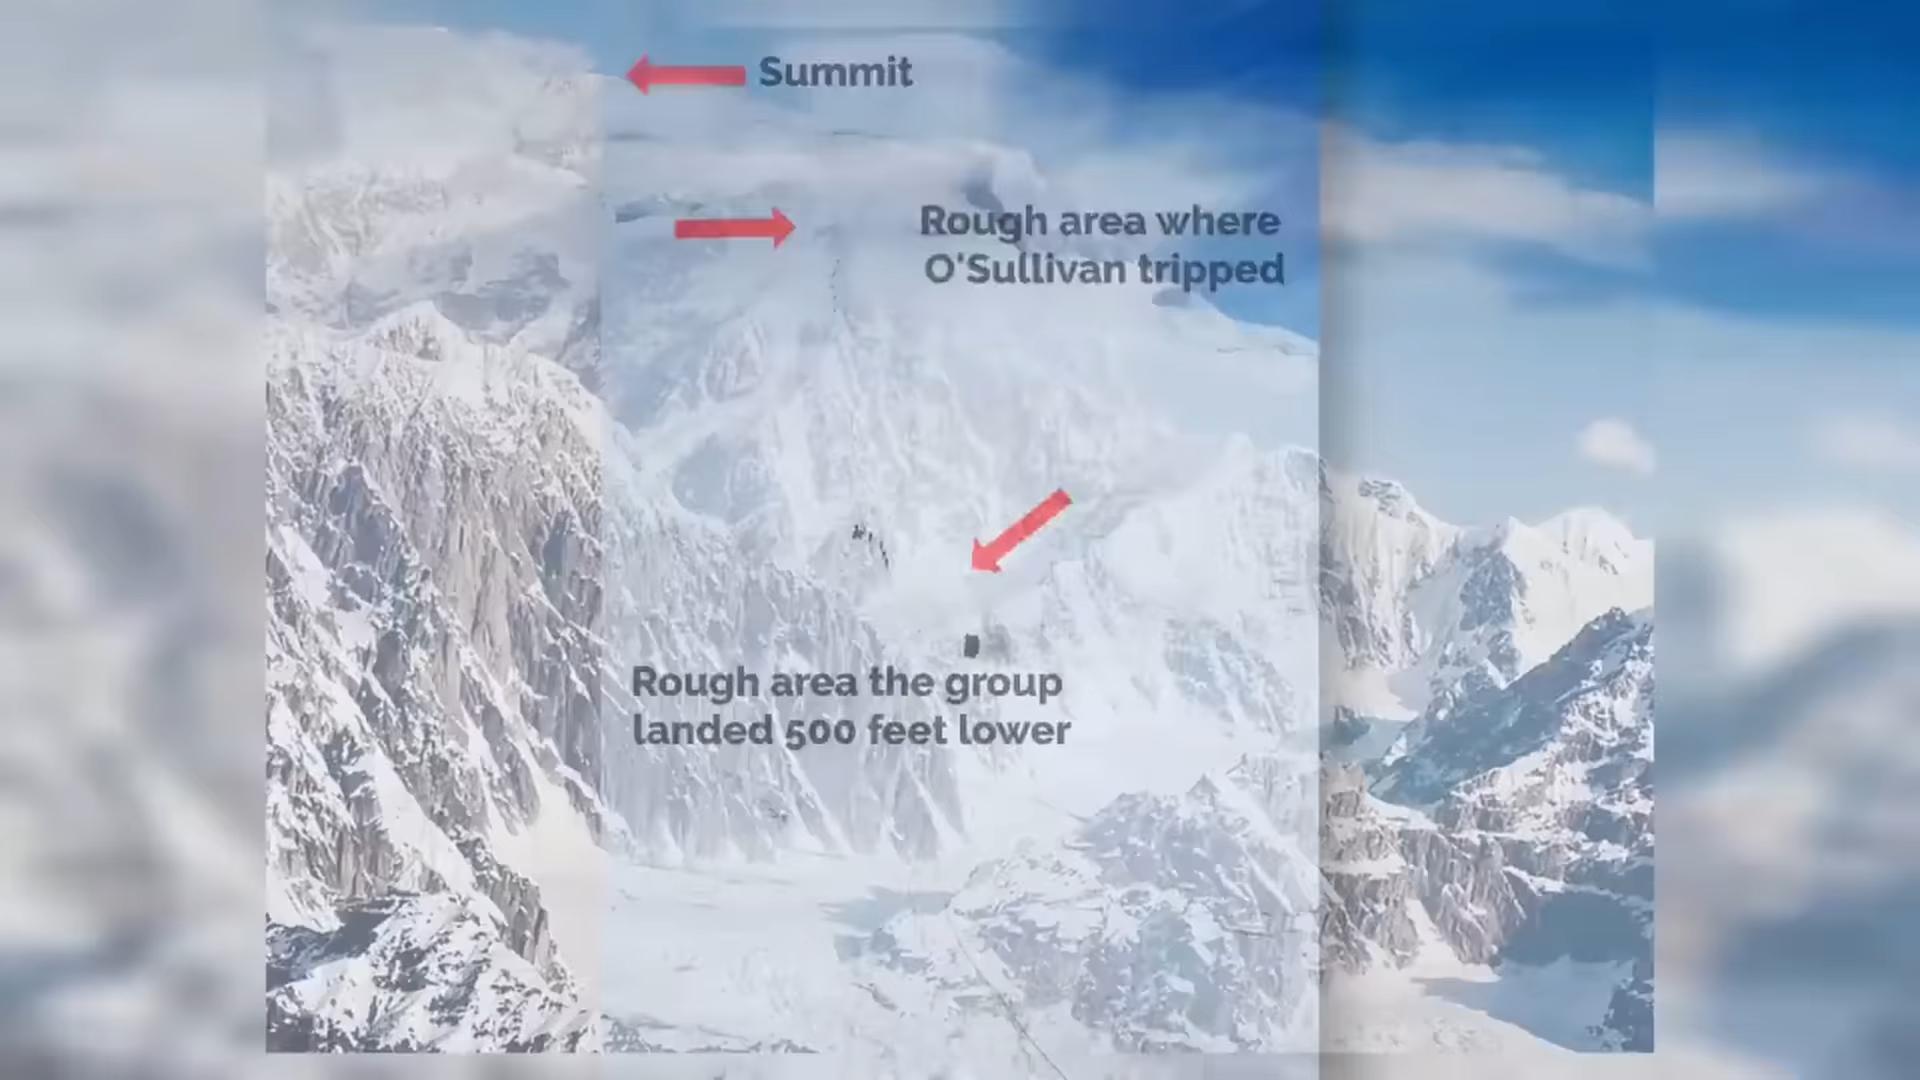 Summit
Rough area where
O'Sullivan tripped
Rough area the group
landed 500 feet lower